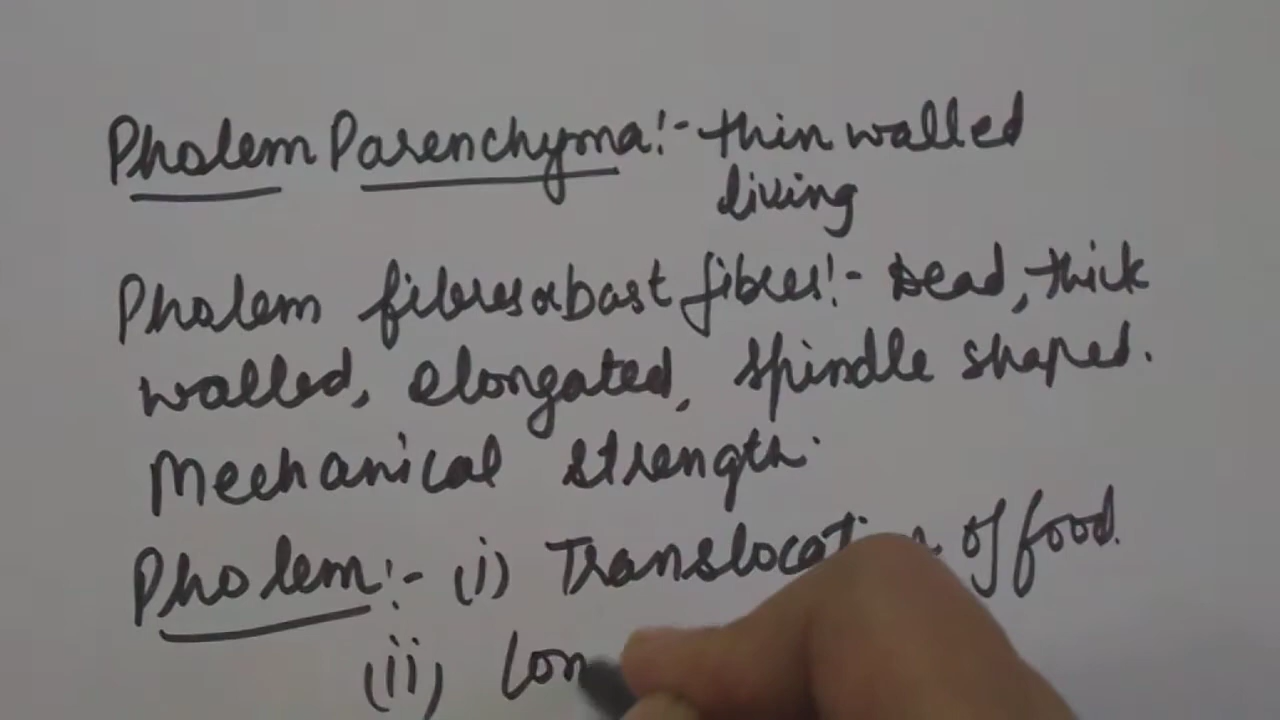 Pholem Parenchyma:- thin walled
living
Pholem fibres or bast fibres:- Dead, thick
walled, elongated, spindle shaped.
Mechanical strength.
Pholem:- (i) Translocation of food.
(ii)